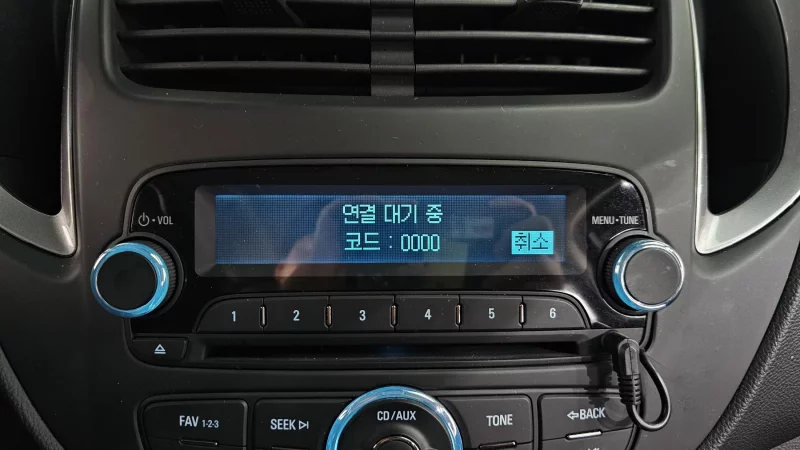 ⏻·VOL
MENU·TUNE
연결 대기 중
코드 : 0000
취소
1 2 3 4 5 6
FAV 1-2-3
SEEK
CD/AUX
TONE
BACK